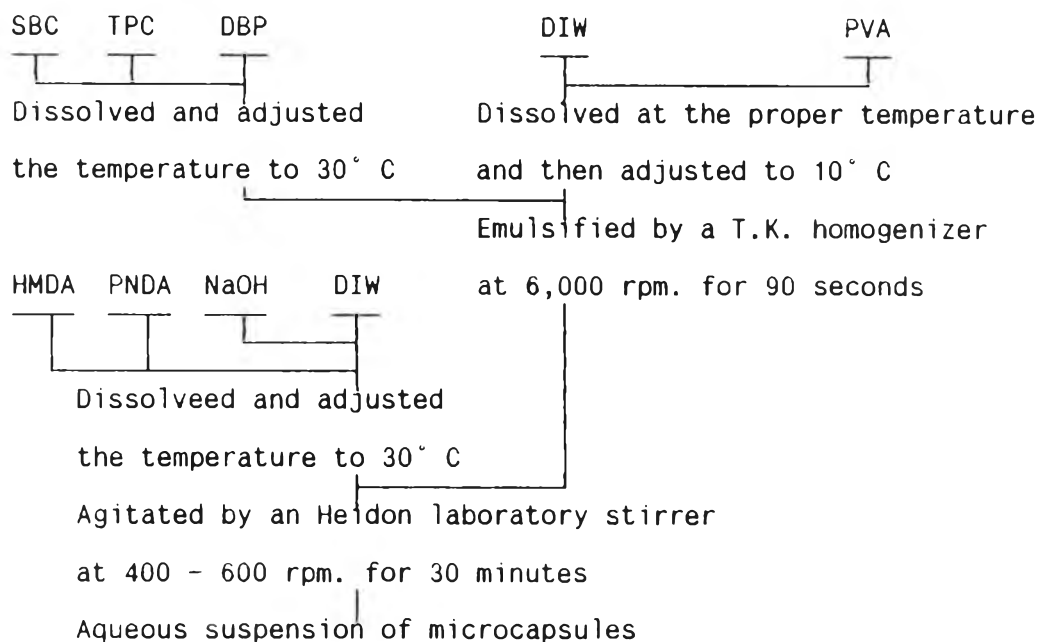 SBC TPC DBP DIW PVA
Dissolved and adjusted Dissolved at the proper temperature
the temperature to 30° C and then adjusted to 10° C
Emulsified by a T.K. homogenizer
HMDA PNDA NaOH DIW at 6,000 rpm. for 90 seconds
Dissolveed and adjusted
the temperature to 30° C
Agitated by an Heidon laboratory stirrer
at 400 - 600 rpm. for 30 minutes
Aqueous suspension of microcapsules